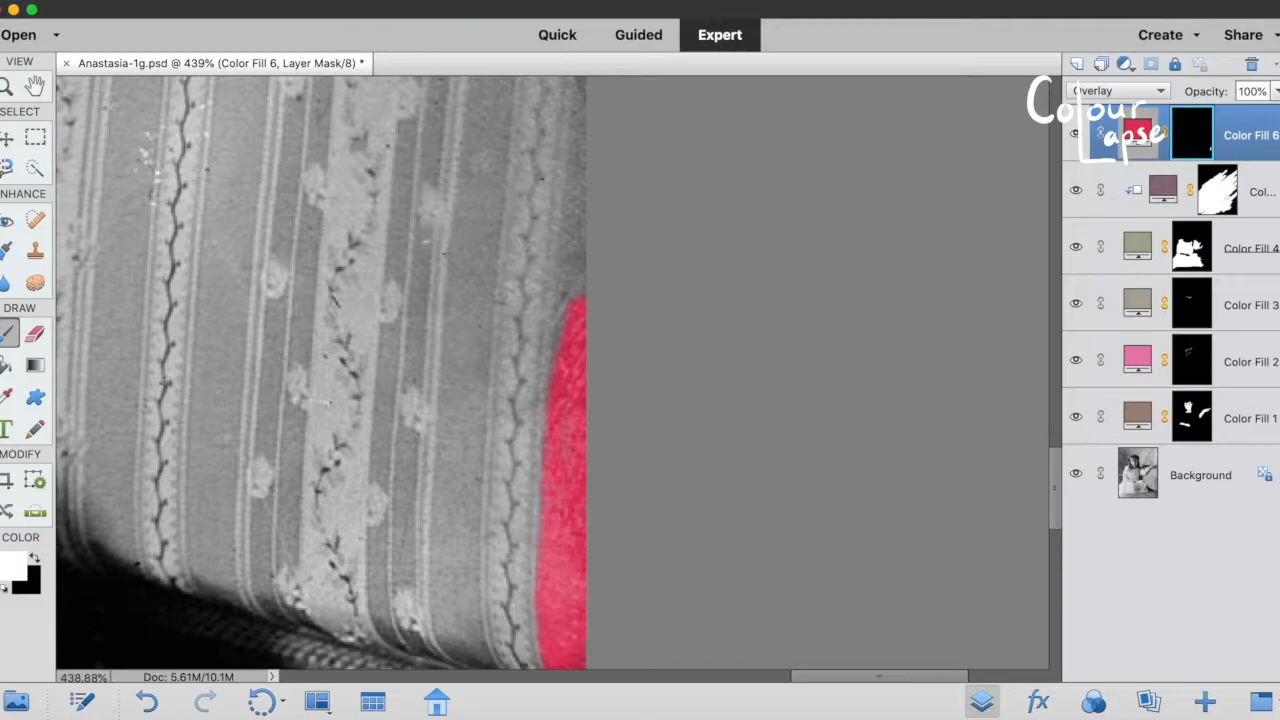 Open
Quick
Guided
Expert
Create
Share
VIEW
× Anastasia-1g.psd @ 439% (Color Fill 6, Layer Mask/8) *
SELECT
ENHANCE
DRAW
MODIFY
COLOR
Overlay
Opacity: 100%
Colour
Lapse
Color Fill 6
Col...
Color Fill 4
Color Fill 3
Color Fill 2
Color Fill 1
Background
438.88%
Doc: 5.61M/10.1M